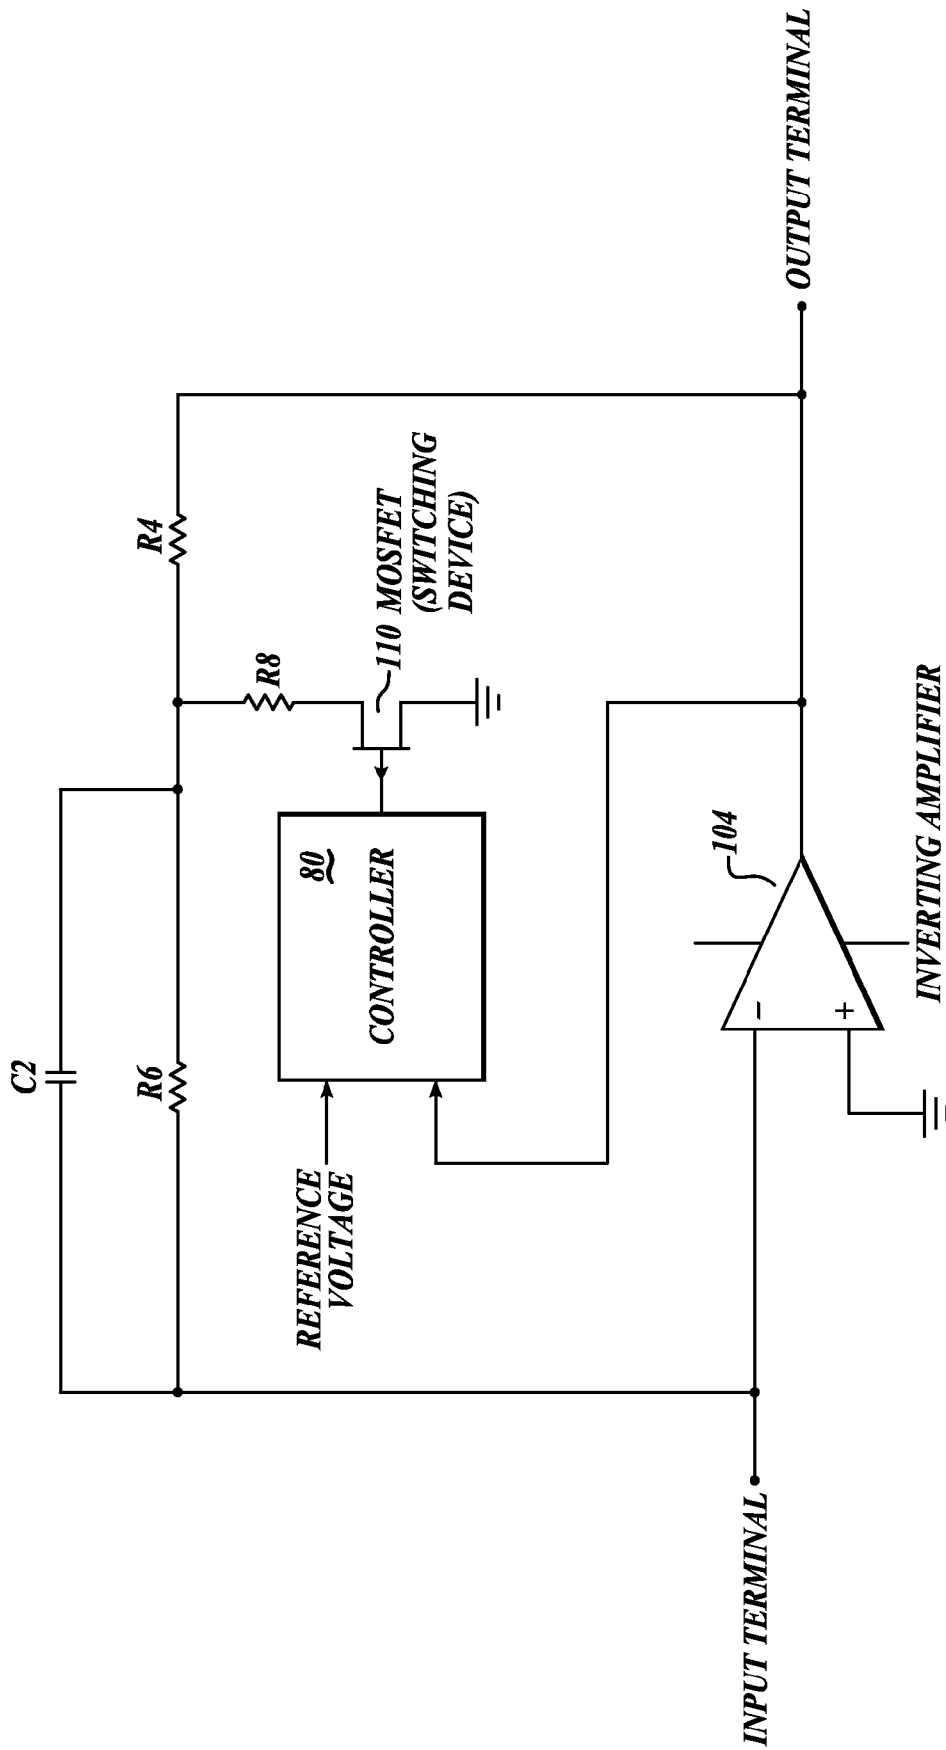 C2
R6
R4
R8
110 MOSFET
(SWITCHING
DEVICE)
80
CONTROLLER
REFERENCE
VOLTAGE
104
-
+
INPUT TERMINAL
OUTPUT TERMINAL
INVERTING AMPLIFIER